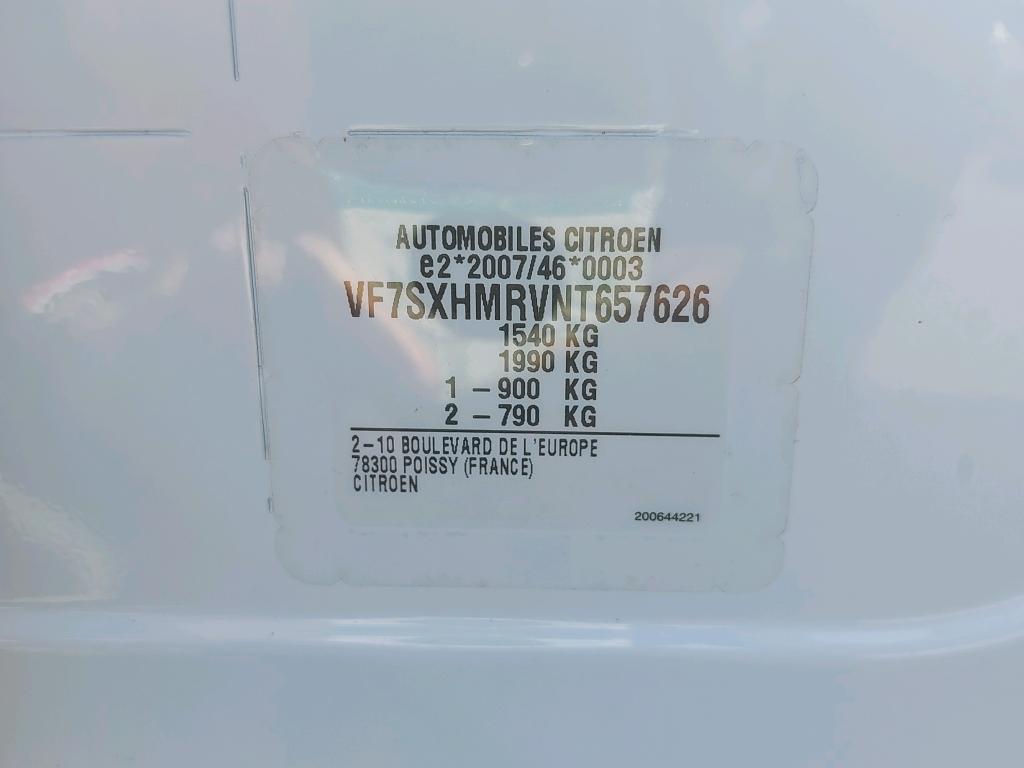 AUTOMOBILES CITROEN
e2*2007/46*0003
VF7SXHMRVNT657626
1540 KG
1990 KG
1 – 900 KG
2 – 790 KG
2–10 BOULEVARD DE L'EUROPE
78300 POISSY (FRANCE)
CITROEN
200644221